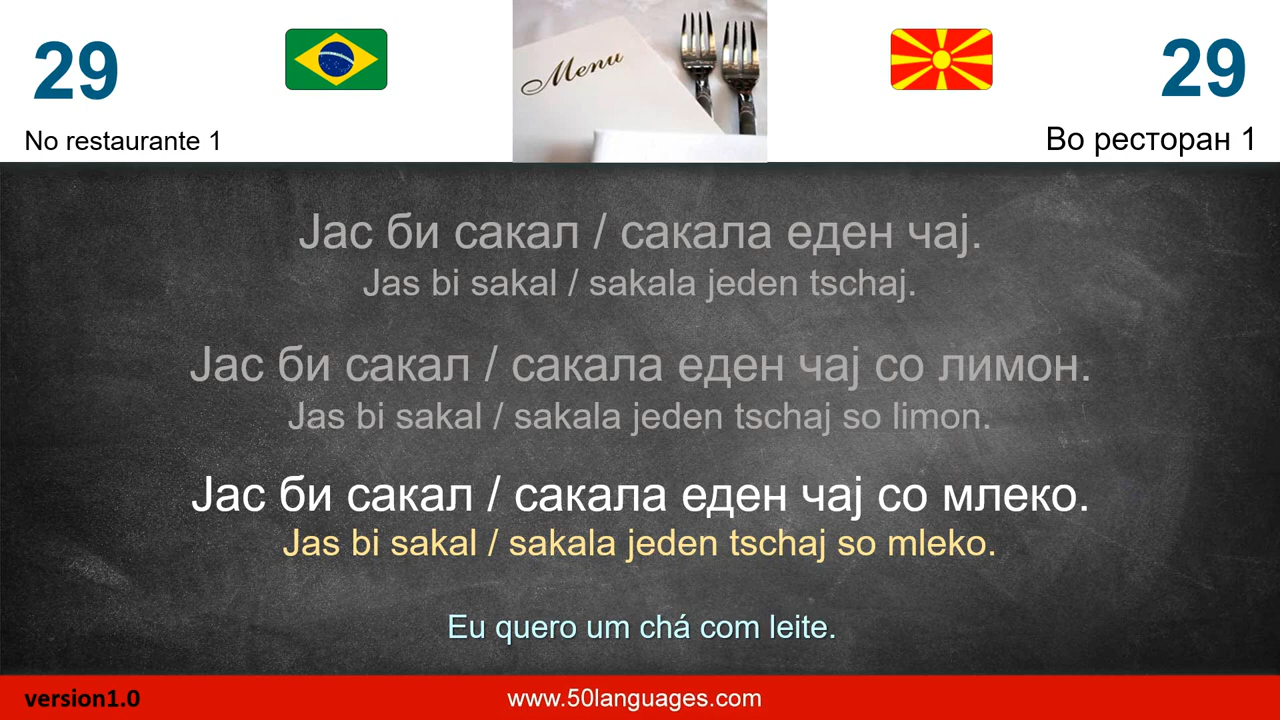 29
29
Menu
No restaurante 1
Во ресторан 1
Јас би сакал / сакала еден чај.
Jas bi sakal / sakala jeden tschaj.
Јас би сакал / сакала еден чај со лимон.
Jas bi sakal / sakala jeden tschaj so limon.
Јас би сакал / сакала еден чај со млеко.
Jas bi sakal / sakala jeden tschaj so mleko.
Eu quero um chá com leite.
version1.0
www.50languages.com